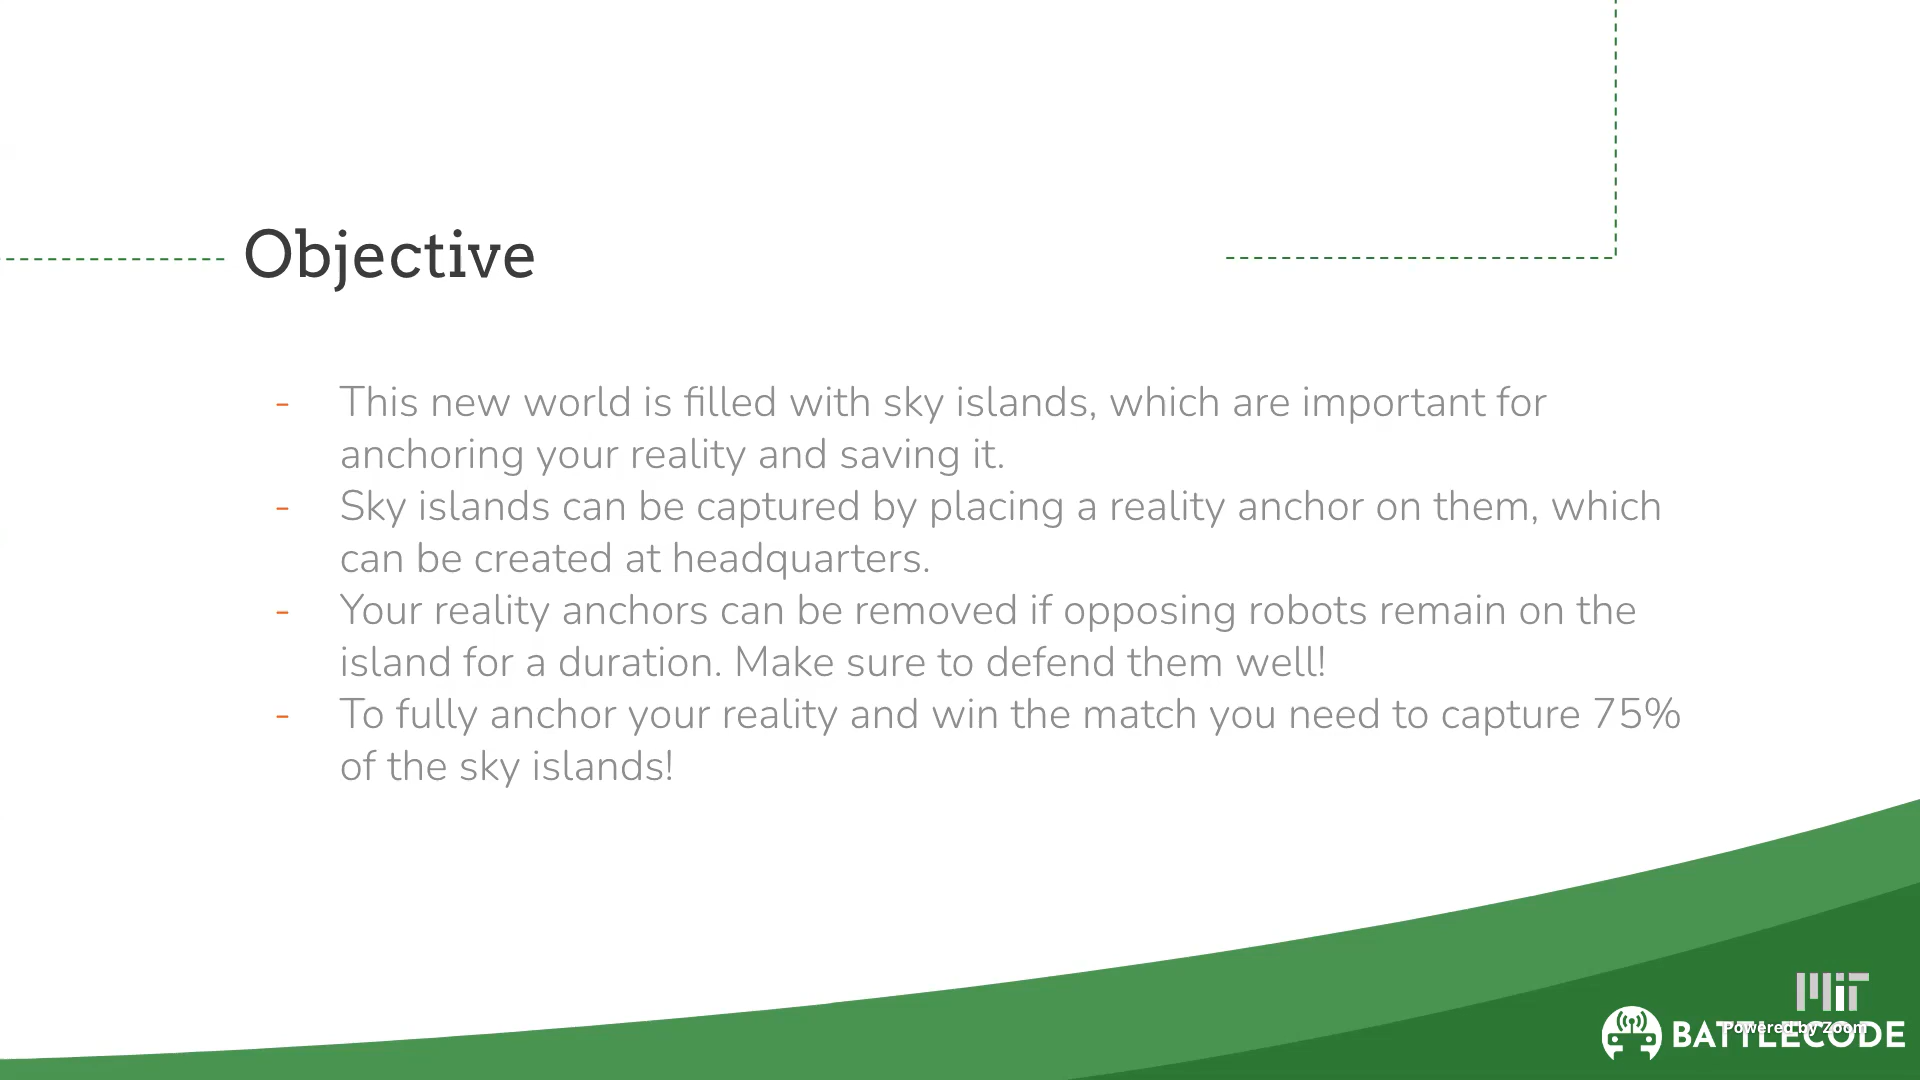 Objective
- This new world is filled with sky islands, which are important for
anchoring your reality and saving it.
- Sky islands can be captured by placing a reality anchor on them, which
can be created at headquarters.
- Your reality anchors can be removed if opposing robots remain on the
island for a duration. Make sure to defend them well!
- To fully anchor your reality and win the match you need to capture 75%
of the sky islands!
MIT
Powered by Zoom
BATTLECODE